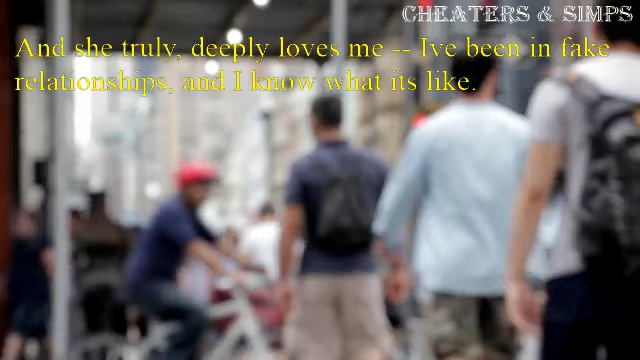 CHEATERS & SIMPS
And she truly, deeply loves me -- Ive been in fake
relationships, and I know what its like.